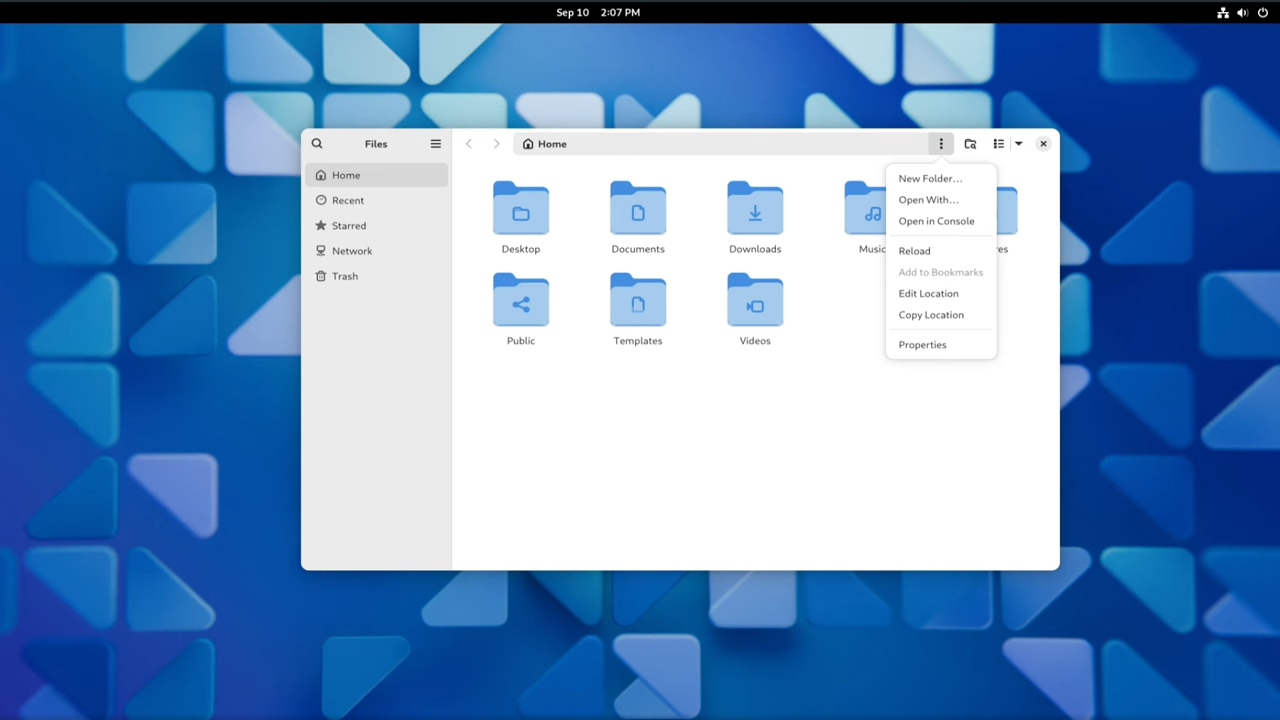 Sep 10 2:07 PM
Files
Home
Home
Recent
Starred
Network
Trash
Desktop
Documents
Downloads
Music
Public
Templates
Videos
New Folder…
Open With…
Open in Console
Reload
Add to Bookmarks
Edit Location
Copy Location
Properties